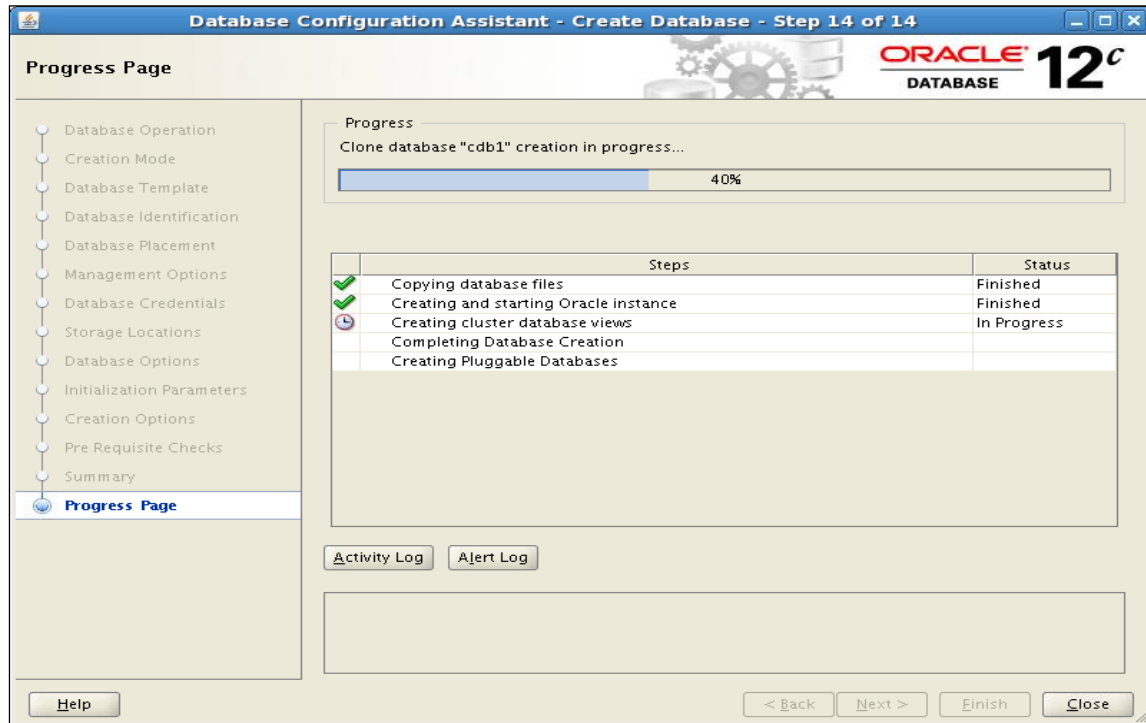 Database Configuration Assistant - Create Database - Step 14 of 14
Progress Page
ORACLE
DATABASE
12c
Database Operation
Creation Mode
Database Template
Database Identification
Database Placement
Management Options
Database Credentials
Storage Locations
Database Options
Initialization Parameters
Creation Options
Pre Requisite Checks
Summary
Progress Page
Progress
Clone database "cdb1" creation in progress...
40%
Steps Status
Copying database files Finished
Creating and starting Oracle instance Finished
Creating cluster database views In Progress
Completing Database Creation
Creating Pluggable Databases
Activity Log Alert Log
Help < Back Next > Finish Close